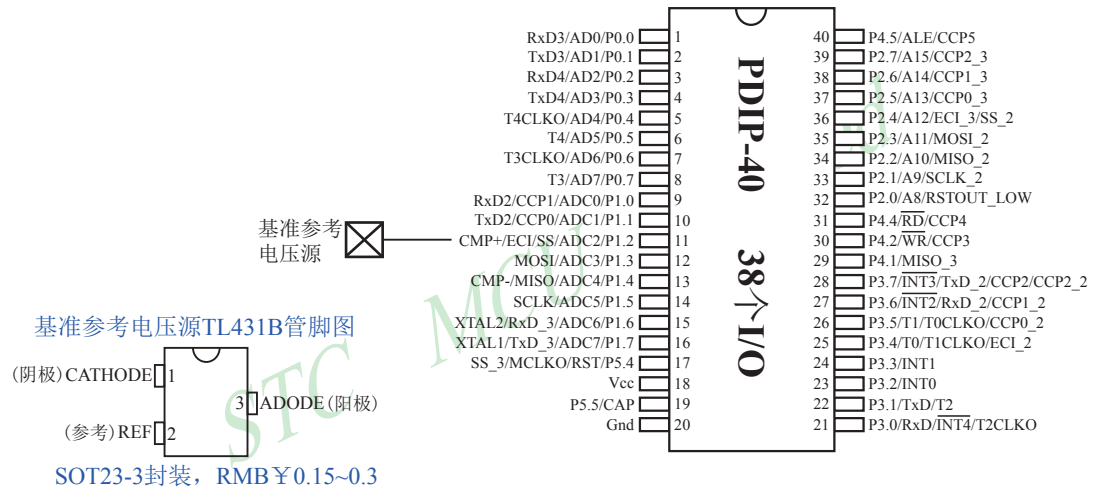 RxD3/AD0/P0.0 1
TxD3/AD1/P0.1 2
RxD4/AD2/P0.2 3
TxD4/AD3/P0.3 4
T4CLKO/AD4/P0.4 5
T4/AD5/P0.5 6
T3CLKO/AD6/P0.6 7
T3/AD7/P0.7 8
RxD2/CCP1/ADC0/P1.0 9
TxD2/CCP0/ADC1/P1.1 10
CMP+/ECI/SS/ADC2/P1.2 11
MOSI/ADC3/P1.3 12
CMP-/MISO/ADC4/P1.4 13
SCLK/ADC5/P1.5 14
XTAL2/RxD_3/ADC6/P1.6 15
XTAL1/TxD_3/ADC7/P1.7 16
SS_3/MCLKO/RST/P5.4 17
Vcc 18
P5.5/CAP 19
Gnd 20
PDIP-40 38个I/O
40 P4.5/ALE/CCP5
39 P2.7/A15/CCP2_3
38 P2.6/A14/CCP1_3
37 P2.5/A13/CCP0_3
36 P2.4/A12/ECI_3/SS_2
35 P2.3/A11/MOSI_2
34 P2.2/A10/MISO_2
33 P2.1/A9/SCLK_2
32 P2.0/A8/RSTOUT_LOW
31 P4.4/RD/CCP4
30 P4.2/WR/CCP3
29 P4.1/MISO_3
28 P3.7/INT3/TxD_2/CCP2/CCP2_2
27 P3.6/INT2/RxD_2/CCP1_2
26 P3.5/T1/T0CLKO/CCP0_2
25 P3.4/T0/T1CLKO/ECI_2
24 P3.3/INT1
23 P3.2/INT0
22 P3.1/TxD/T2
21 P3.0/RxD/INT4/T2CLKO
基准参考
电压源
基准参考电压源TL431B管脚图
(阴极)CATHODE 1
3 ADODE(阳极)
(参考)REF 2
SOT23-3封装，RMB￥0.15~0.3
STC MCU